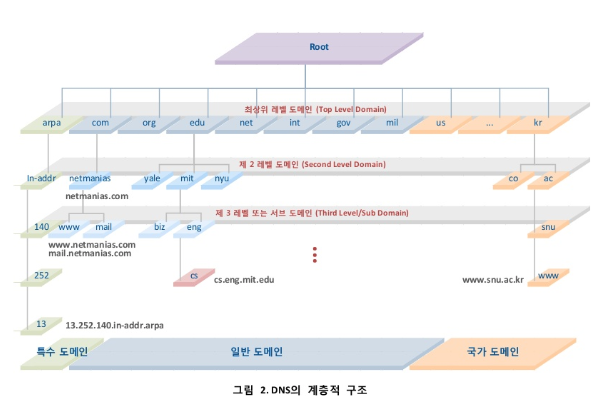 Root
최상위 레벨 도메인 (Top Level Domain)
arpa com org edu net int gov mil us ... kr
제 2 레벨 도메인 (Second Level Domain)
In-addr netmanias yale mit nyu co ac
netmanias.com
제 3 레벨 또는 서브 도메인 (Third Level/Sub Domain)
140 www mail biz eng snu
www.netmanias.com
mail.netmanias.com
252 cs cs.eng.mit.edu www.snu.ac.kr www
13 13.252.140.in-addr.arpa
특수 도메인 일반 도메인 국가 도메인
그림 2. DNS의 계층적 구조